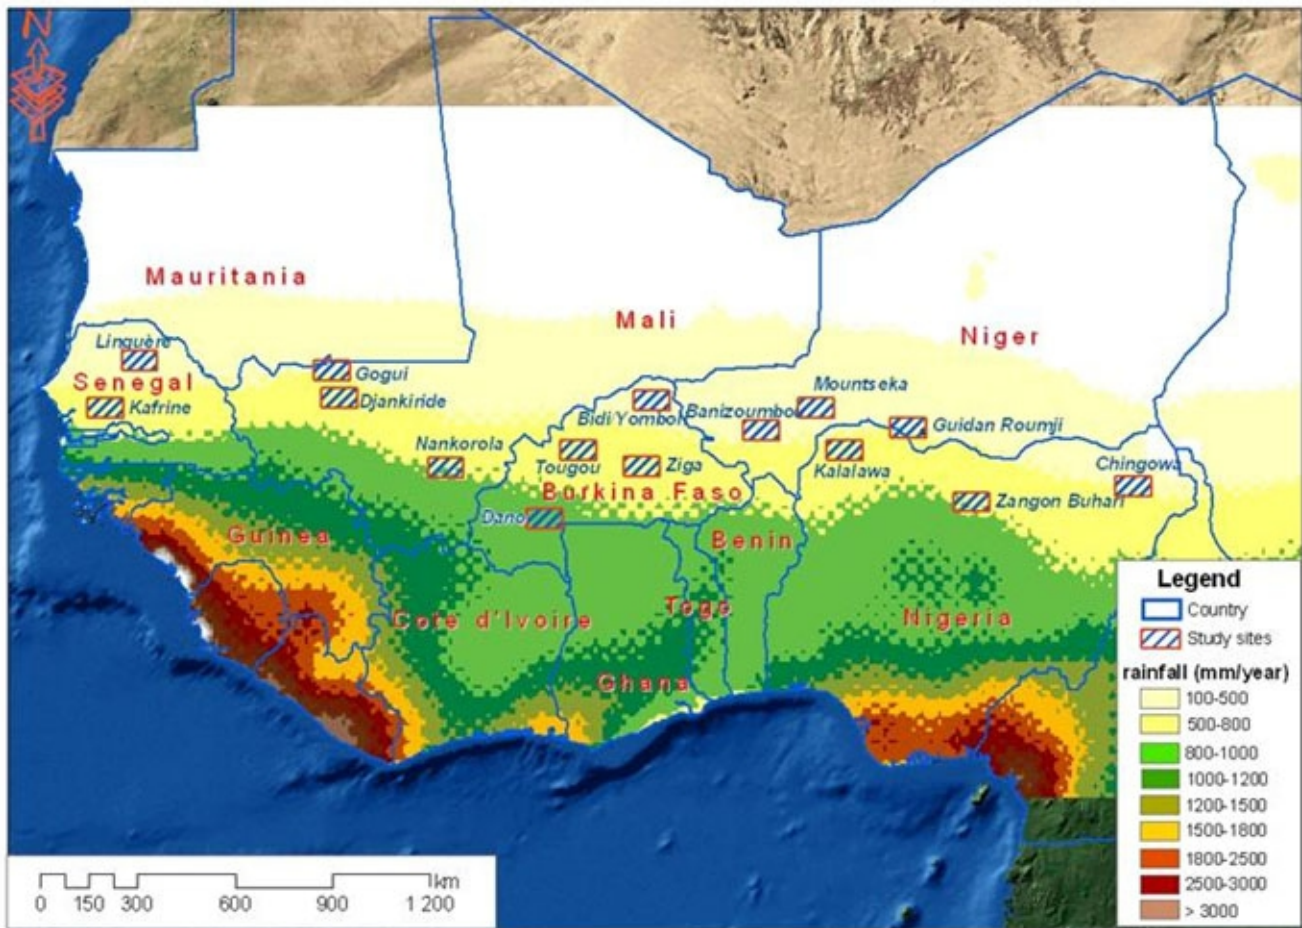 N
Mauritania
Mali
Niger
Linguère
Senegal
Gogui
Kafrine
Djankiride
Mountseka
Bidi/Yomboli
Banizoumbou
Guidan Roumji
Nankorola
Tougou
Ziga
Kalalawa
Chingowa
Burkina Faso
Zangon Buhari
Dano
Guinea
Benin
Cote d'Ivoire
Togo
Nigeria
Ghana
Legend
Country
Study sites
rainfall (mm/year)
100-500
500-800
800-1000
1000-1200
1200-1500
1500-1800
1800-2500
2500-3000
> 3000
km
0 150 300 600 900 1 200